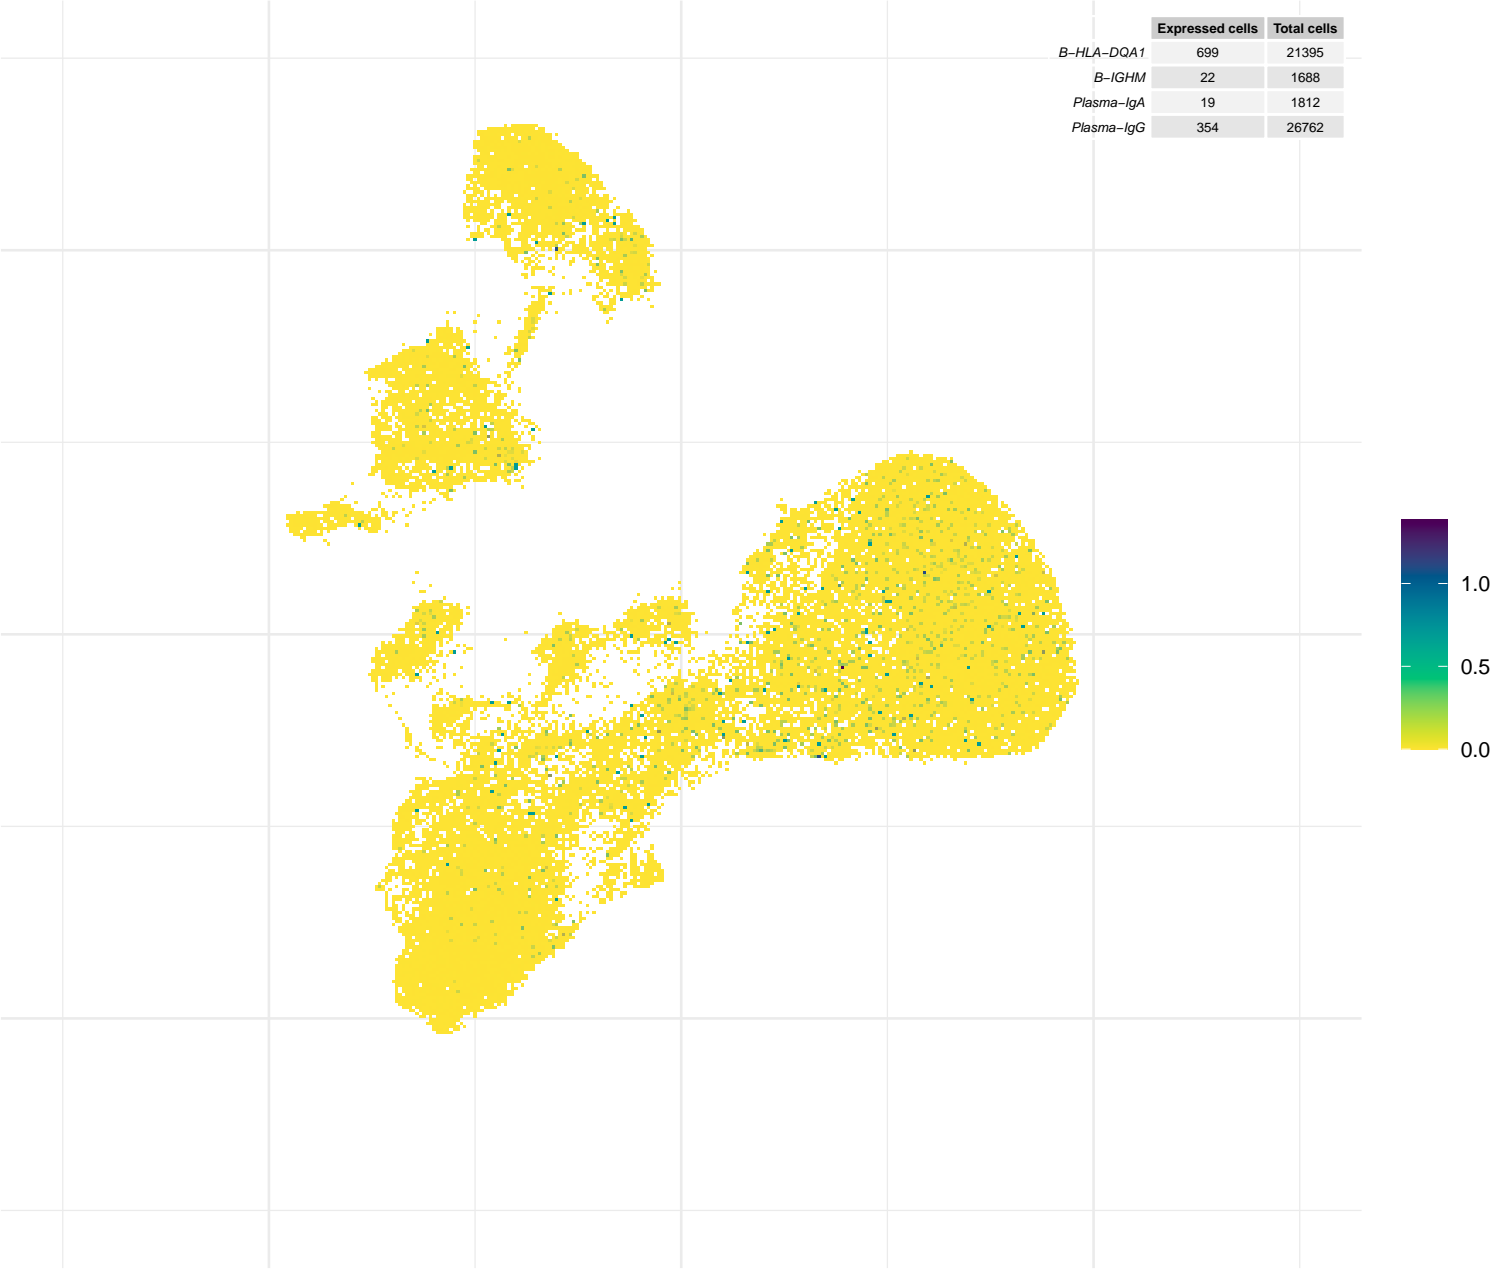 Expressed cells Total cells
B−HLA−DQA1 699 21395
B−IGHM 22 1688
Plasma−IgA 19 1812
Plasma−IgG 354 26762
1.0
0.5
0.0